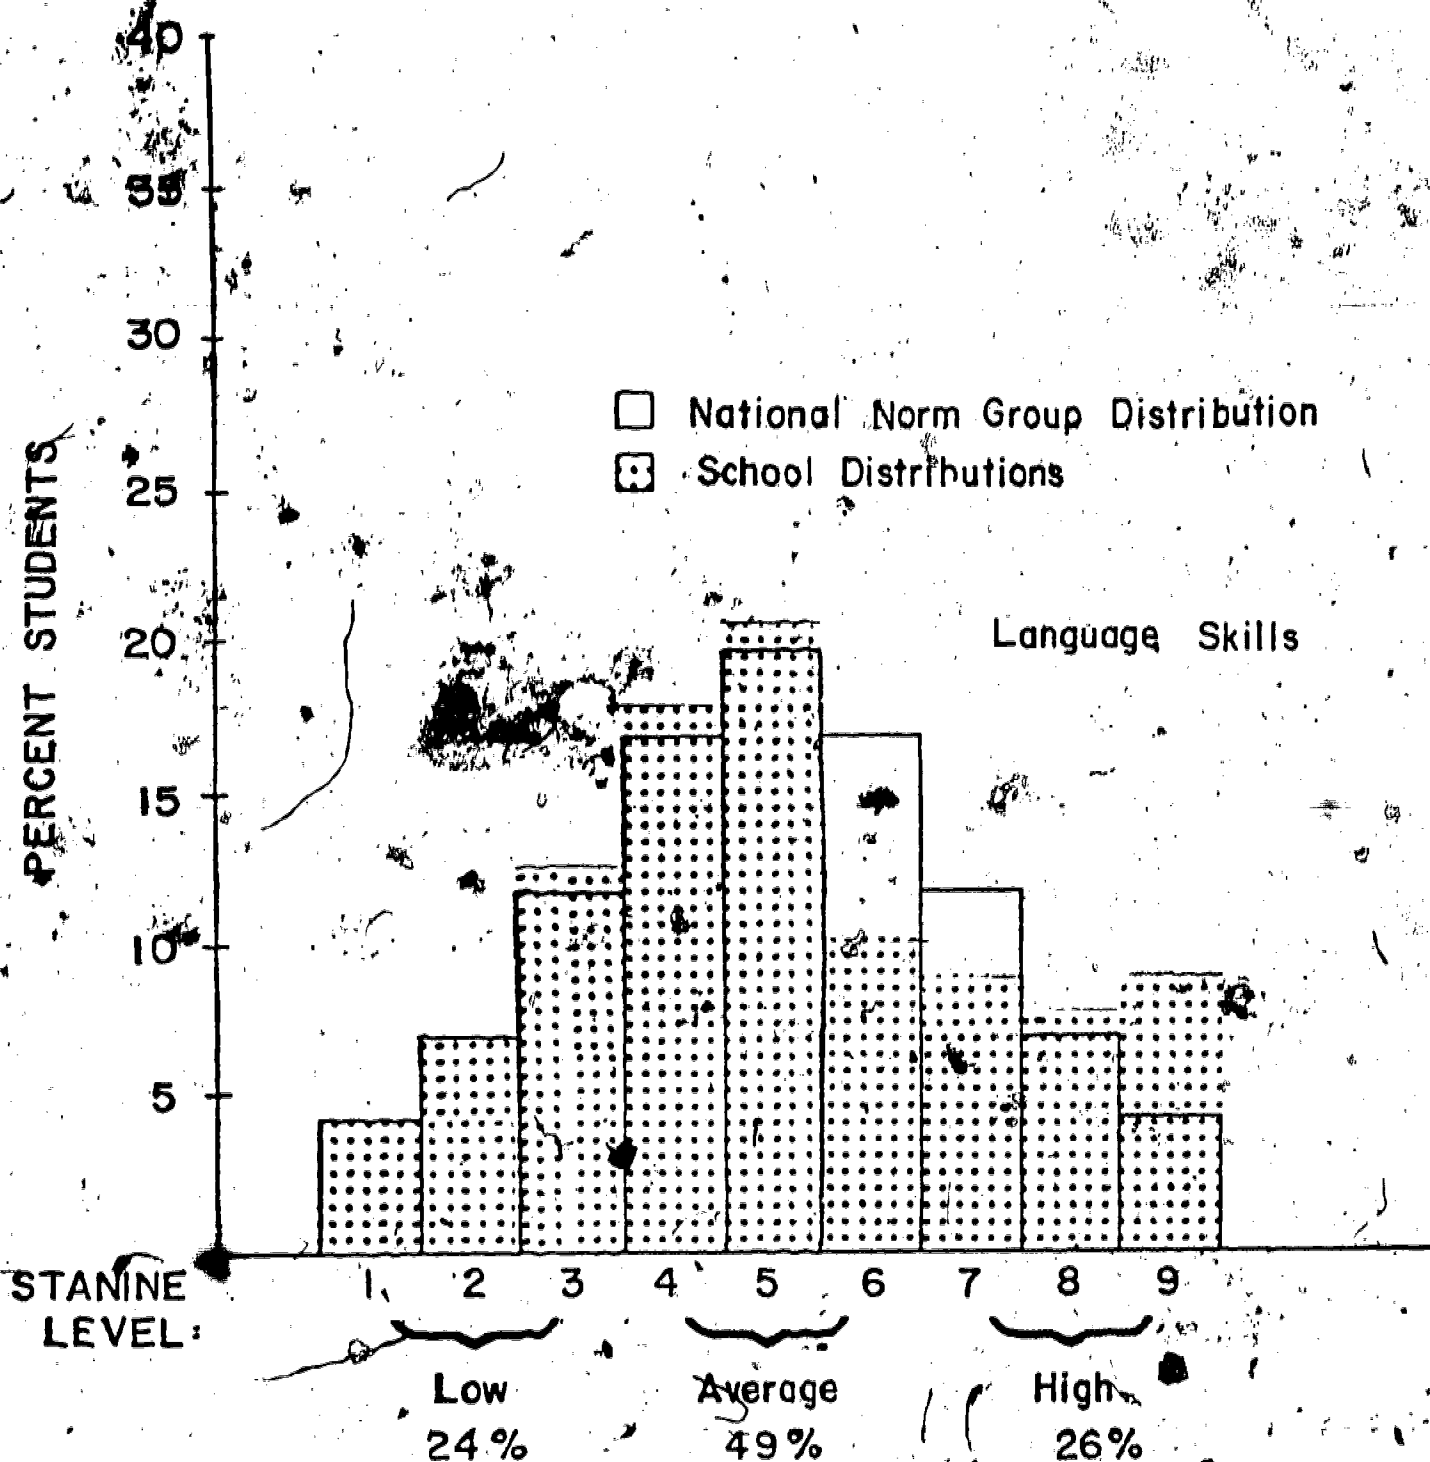 40
35
30
National Norm Group Distribution
School Distributions
25
PERCENT STUDENTS
20
Language Skills
15
10
5
STANINE LEVEL:
1 2 3 4 5 6 7 8 9
Low Average High
24% 49% 26%